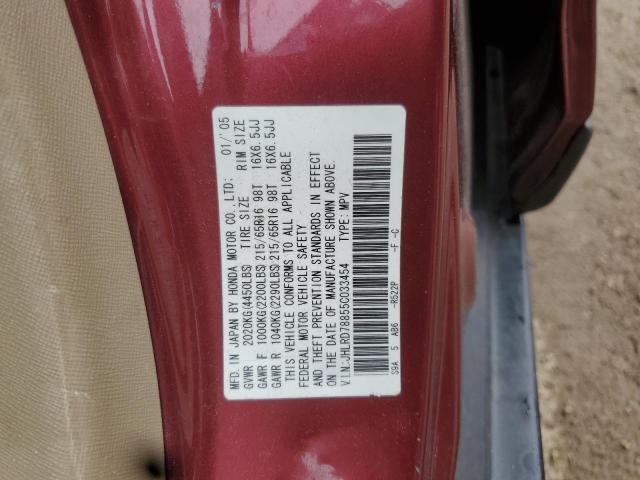 MFD.IN JAPAN BY HONDA MOTOR CO.,LTD: 01/'05
GVWR 2020KG(4450LBS) TIRE SIZE RIM SIZE
GAWR F 1000KG(2200LBS)215/65R16 98T 16X6.5JJ
GAWR R 1040KG(2290LBS)215/65R16 98T 16X6.5JJ
THIS VEHICLE CONFORMS TO ALL APPLICABLE
FEDERAL MOTOR VEHICLE SAFETY
AND THEFT PREVENTION STANDARDS IN EFFECT
ON THE DATE OF MANUFACTURE SHOWN ABOVE.
V.I.N:JHLRD78855C033454 TYPE: MPV
S9A 5 AB6 -R522P -F -C